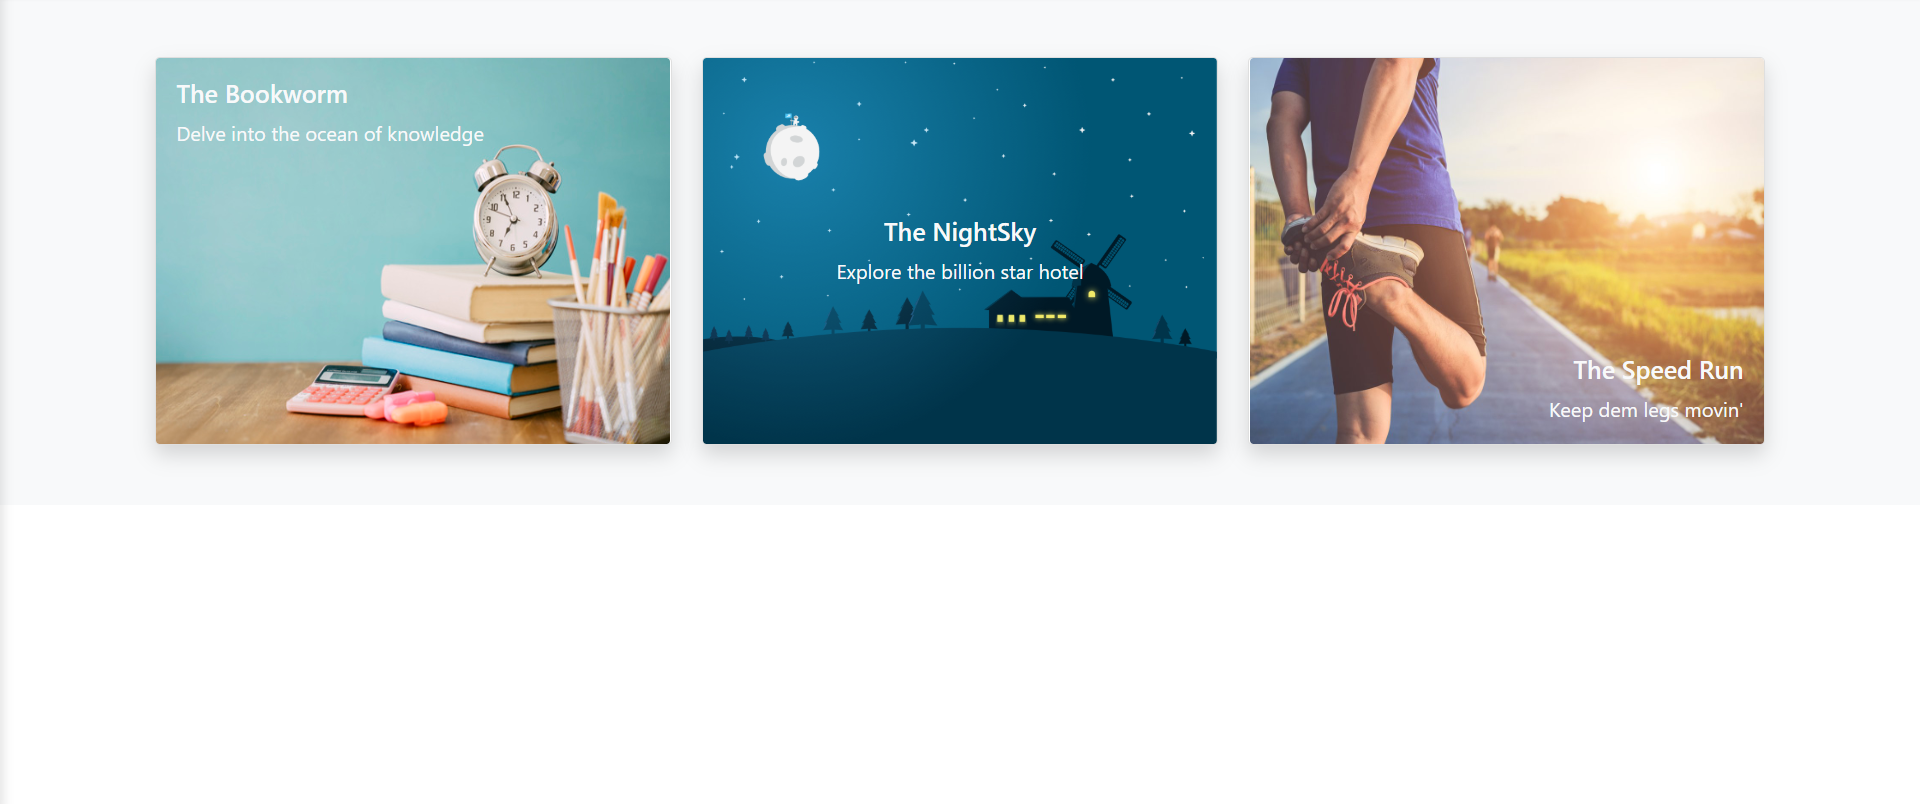 The Bookworm
Delve into the ocean of knowledge
The NightSky
Explore the billion star hotel
The Speed Run
Keep dem legs movin'